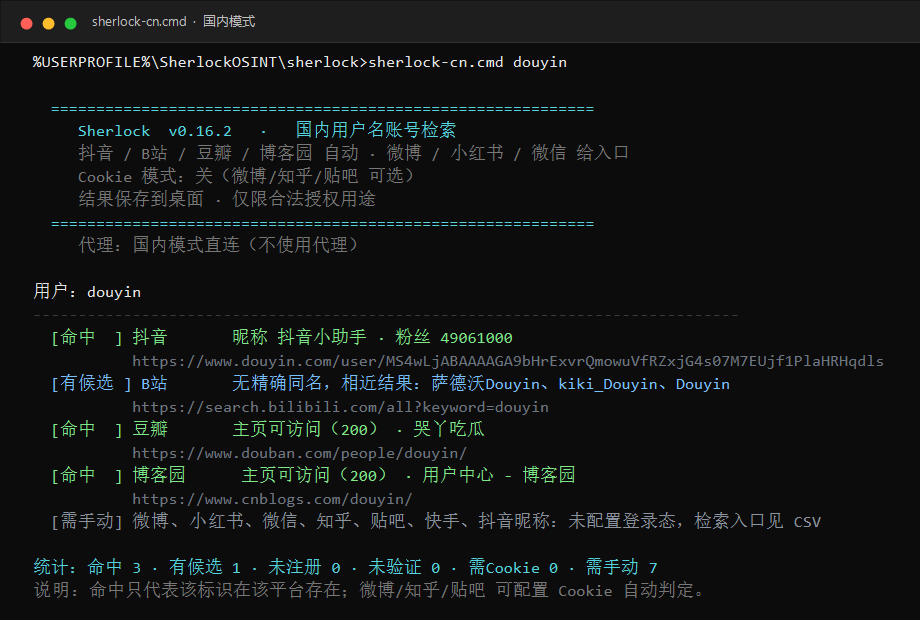 sherlock-cn.cmd · 国内模式
%USERPROFILE%\SherlockOSINT\sherlock>sherlock-cn.cmd douyin
============================================================
Sherlock v0.16.2 · 国内用户名账号检索
抖音 / B站 / 豆瓣 / 博客园 自动 · 微博 / 小红书 / 微信 给入口
Cookie 模式: 关（微博/知乎/贴吧 可选）
结果保存到桌面 · 仅限合法授权用途
============================================================
代理: 国内模式直连（不使用代理）
用户: douyin
------------------------------------------------------------------------------
[命中 ] 抖音 昵称 抖音小助手 · 粉丝 49061000
https://www.douyin.com/user/MS4wLjABAAAAGA9bHrExvrQmowuVfRZxjG4s07M7EUjf1PlaHRHqdls
[有候选 ] B站 无精确同名，相近结果: 萨德沃Douyin、kiki_Douyin、Douyin
https://search.bilibili.com/all?keyword=douyin
[命中 ] 豆瓣 主页可访问（200） · 哭丫吃瓜
https://www.douban.com/people/douyin/
[命中 ] 博客园 主页可访问（200） · 用户中心 - 博客园
https://www.cnblogs.com/douyin/
[需手动] 微博、小红书、微信、知乎、贴吧、快手、抖音昵称: 未配置登录态，检索入口见 CSV
统计: 命中 3 · 有候选 1 · 未注册 0 · 未验证 0 · 需Cookie 0 · 需手动 7
说明: 命中只代表该标识在该平台存在；微博/知乎/贴吧 可配置 Cookie 自动判定。